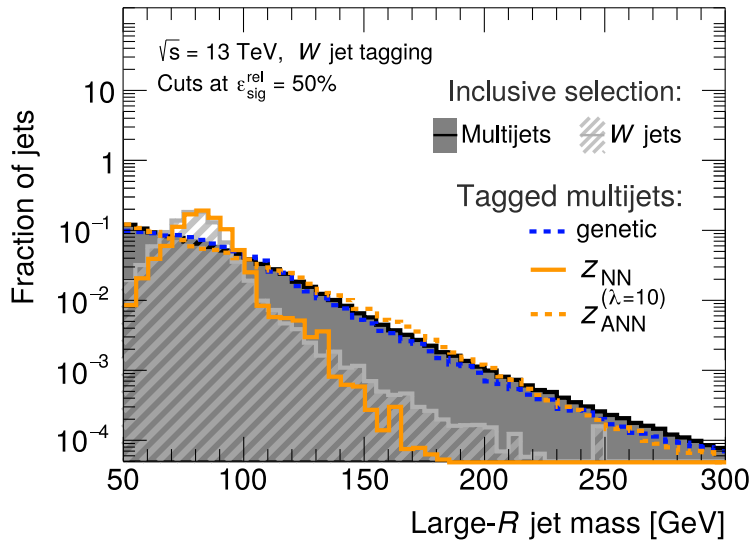 √s = 13 TeV, W jet tagging
Cuts at ε_sig^rel = 50%
Inclusive selection:
Multijets
W jets
Tagged multijets:
genetic
z_NN
z_ANN^(λ=10)
Fraction of jets
10
1
10^−1
10^−2
10^−3
10^−4
50 100 150 200 250 300
Large-R jet mass [GeV]